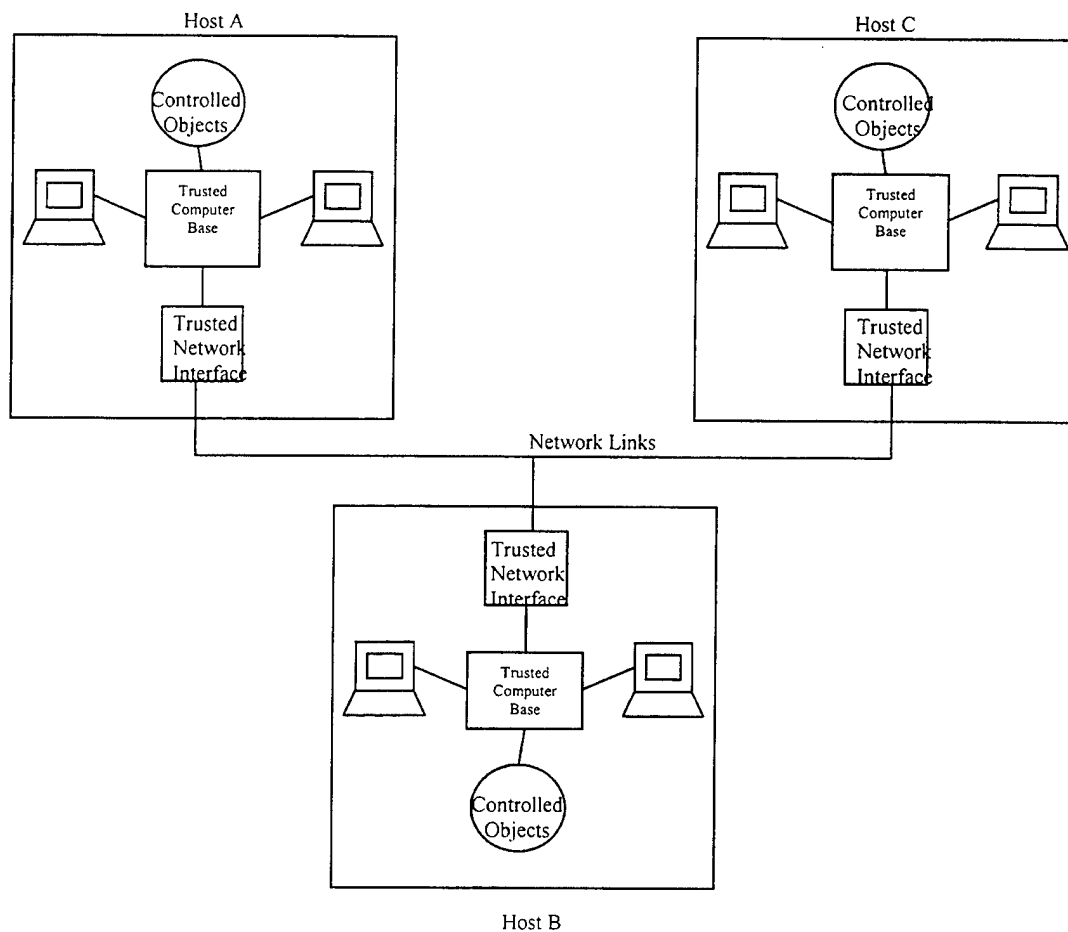 Host A
Controlled
Objects
Trusted
Computer
Base
Trusted
Network
Interface
Host C
Controlled
Objects
Trusted
Computer
Base
Trusted
Network
Interface
Network Links
Trusted
Network
Interface
Trusted
Computer
Base
Controlled
Objects
Host B